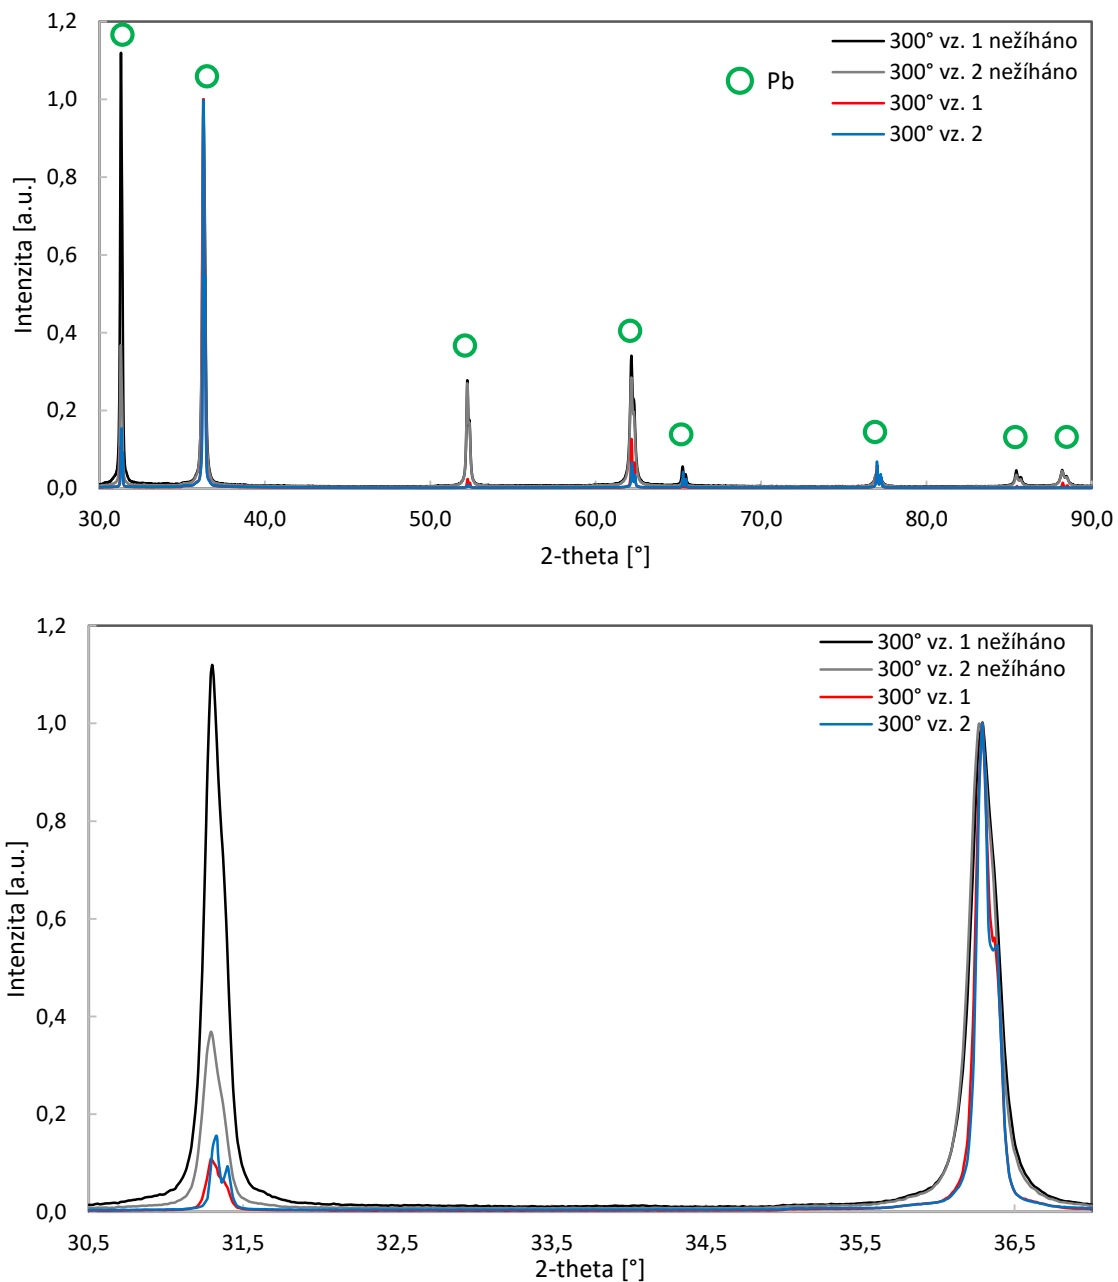 1,2
1,0
0,8
0,6
0,4
0,2
0,0
Intenzita [a.u.]
300° vz. 1 nežíháno
300° vz. 2 nežíháno
300° vz. 1
300° vz. 2
Pb
30,0 40,0 50,0 60,0 70,0 80,0 90,0
2-theta [°]
1,2
1,0
0,8
0,6
0,4
0,2
0,0
Intenzita [a.u.]
300° vz. 1 nežíháno
300° vz. 2 nežíháno
300° vz. 1
300° vz. 2
30,5 31,5 32,5 33,5 34,5 35,5 36,5
2-theta [°]